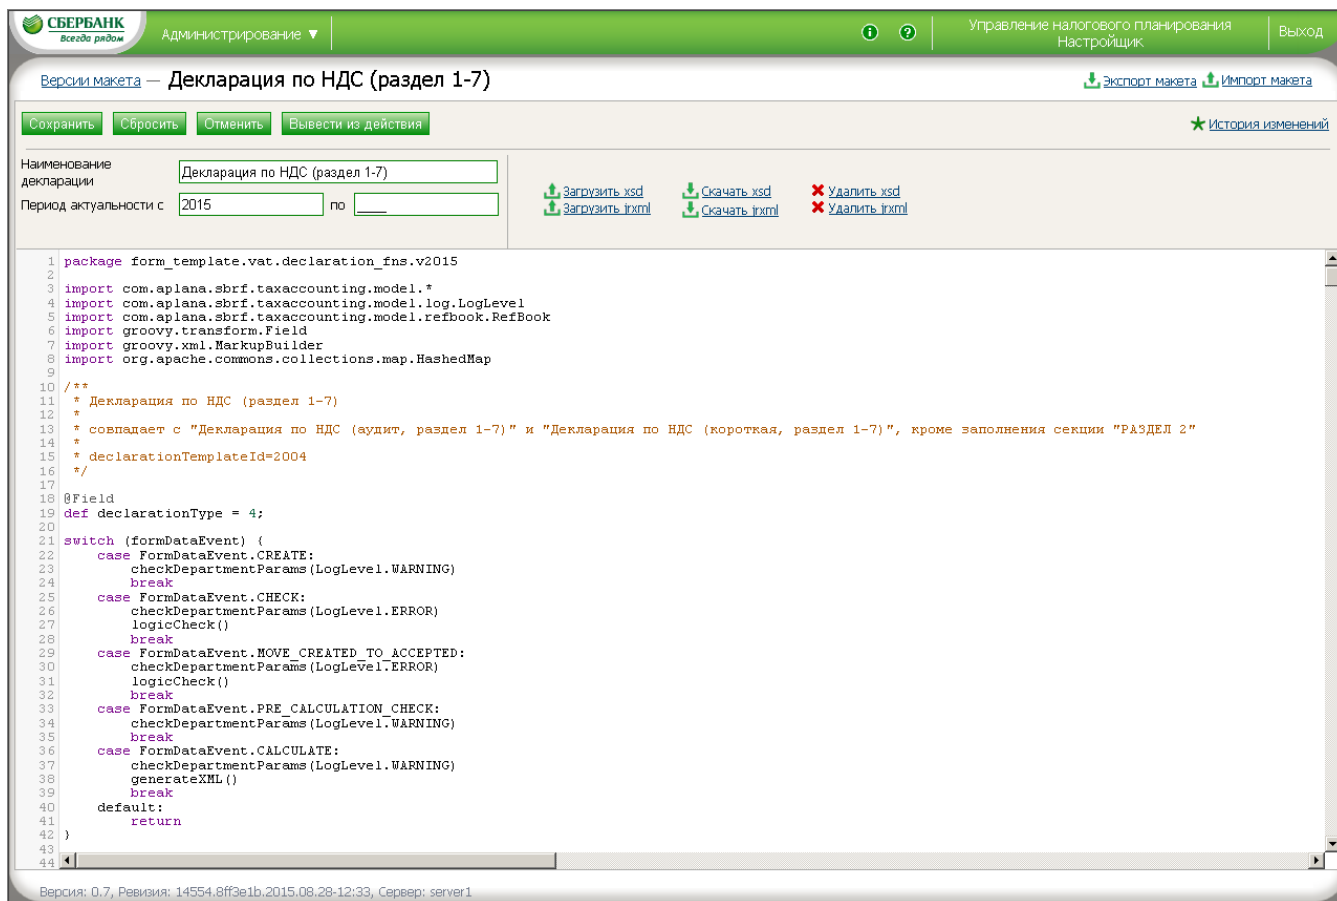 СБЕРБАНК
Всегда рядом
Администрирование ▼
Управление налогового планирования
Настройщик
Выход
Версии макета — Декларация по НДС (раздел 1-7)
Экспорт макета Импорт макета
Сохранить Сбросить Отменить Вывести из действия
История изменений
Наименование
декларации
Декларация по НДС (раздел 1-7)
Период актуальности с 2015 по ____
Загрузить xsd Скачать xsd Удалить xsd
Загрузить jrxml Скачать jrxml Удалить jrxml
1 package form_template.vat.declaration_fns.v2015
2
3 import com.aplana.sbrf.taxaccounting.model.*
4 import com.aplana.sbrf.taxaccounting.model.log.LogLevel
5 import com.aplana.sbrf.taxaccounting.model.refbook.RefBook
6 import groovy.transform.Field
7 import groovy.xml.MarkupBuilder
8 import org.apache.commons.collections.map.HashedMap
9
10 /**
11 * Декларация по НДС (раздел 1-7)
12 *
13 * совпадает с "Декларация по НДС (аудит, раздел 1-7)" и "Декларация по НДС (короткая, раздел 1-7)", кроме заполнения секции "РАЗДЕЛ 2"
14 *
15 * declarationTemplateId=2004
16 */
17
18 @Field
19 def declarationType = 4;
20
21 switch (formDataEvent) {
22 case FormDataEvent.CREATE:
23 checkDepartmentParams(LogLevel.WARNING)
24 break
25 case FormDataEvent.CHECK:
26 checkDepartmentParams(LogLevel.ERROR)
27 logicCheck()
28 break
29 case FormDataEvent.MOVE_CREATED_TO_ACCEPTED:
30 checkDepartmentParams(LogLevel.ERROR)
31 logicCheck()
32 break
33 case FormDataEvent.PRE_CALCULATION_CHECK:
34 checkDepartmentParams(LogLevel.WARNING)
35 break
36 case FormDataEvent.CALCULATE:
37 checkDepartmentParams(LogLevel.WARNING)
38 generateXML()
39 break
40 default:
41 return
42 }
43
44
Версия: 0.7, Ревизия: 14554.8ff3e1b.2015.08.28-12:33, Сервер: server1